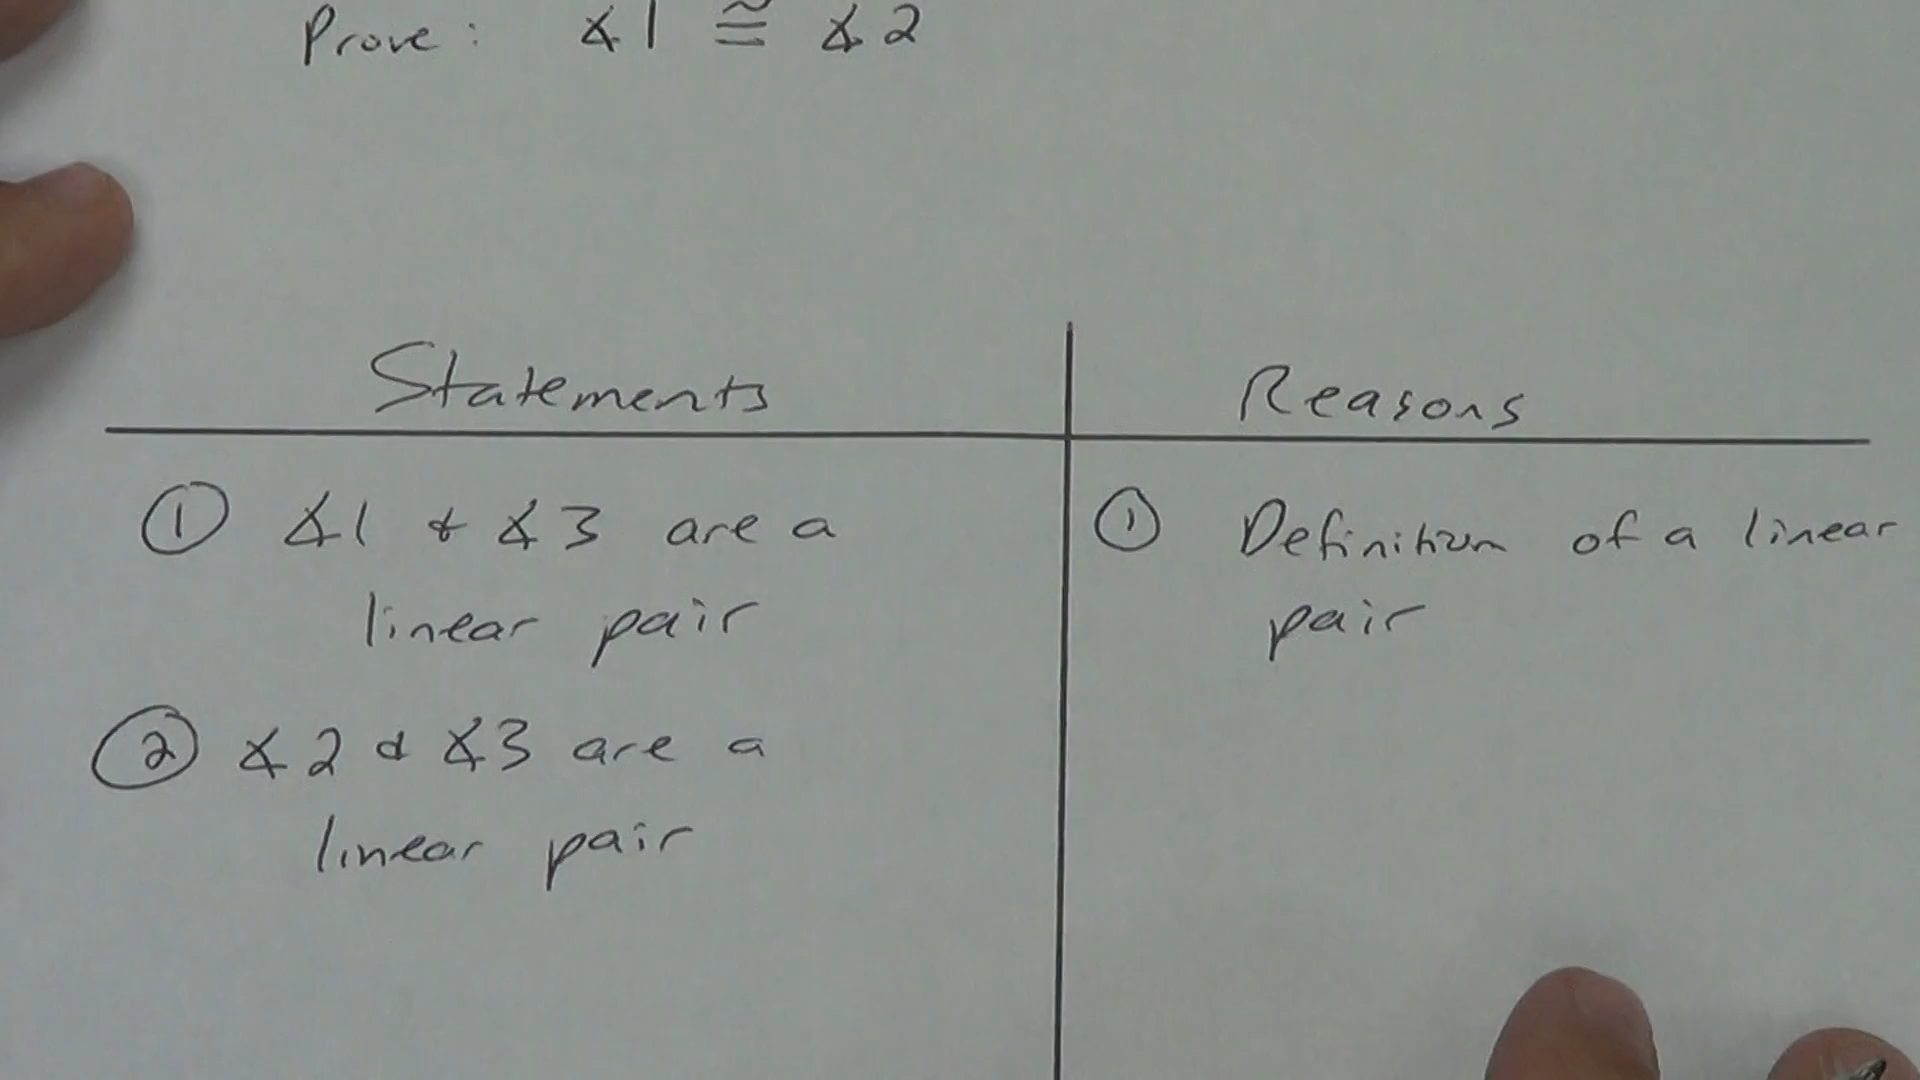 Prove: ∡1 ≅ ∡2
Statements
Reasons
① ∡1 & ∡3 are a
linear pair
① Definition of a linear
pair
② ∡2 & ∡3 are a
linear pair